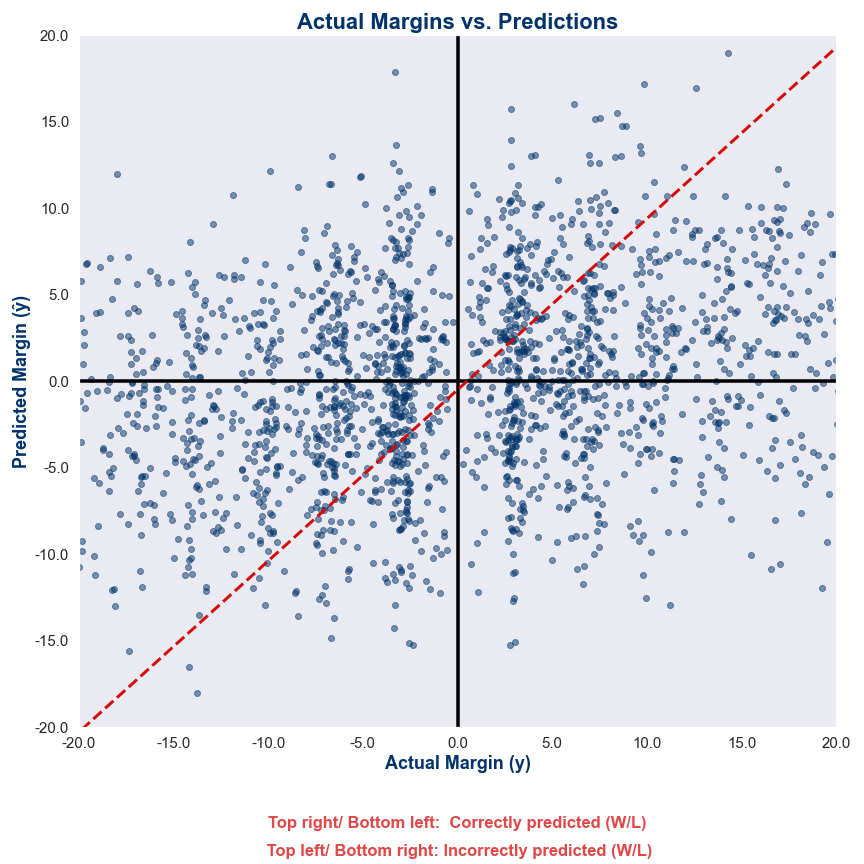 Actual Margins vs. Predictions
20.0
15.0
10.0
5.0
0.0
-5.0
-10.0
-15.0
-20.0
Predicted Margin (ŷ)
-20.0 -15.0 -10.0 -5.0 0.0 5.0 10.0 15.0 20.0
Actual Margin (y)
Top right/ Bottom left:  Correctly predicted (W/L)
Top left/ Bottom right: Incorrectly predicted (W/L)